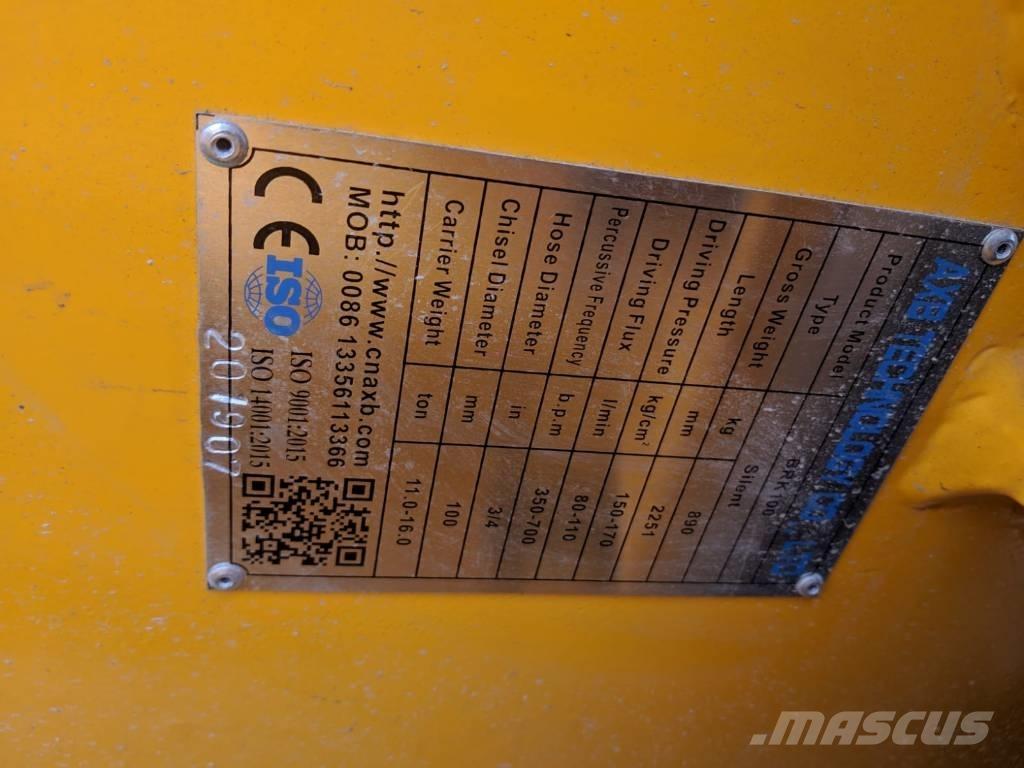 AXB TECHNOLOGY CO., LTD
Product Moderl BRK100
Type Silent
Gross Weight kg 890
Length mm 2251
Driving Pressure kg/cm² 150-170
Driving Flux l/min 80-110
Percussive Frequency b.p.m 350-700
Hose Diameter in 3/4
Chisel Diameter mm 100
Carrier Weight ton 11.0-16.0
http://www.cnaxb.com
MOB: 0086 13356113366
CE ISO ISO 9001:2015
ISO 14001:2015
201907
MASCUS